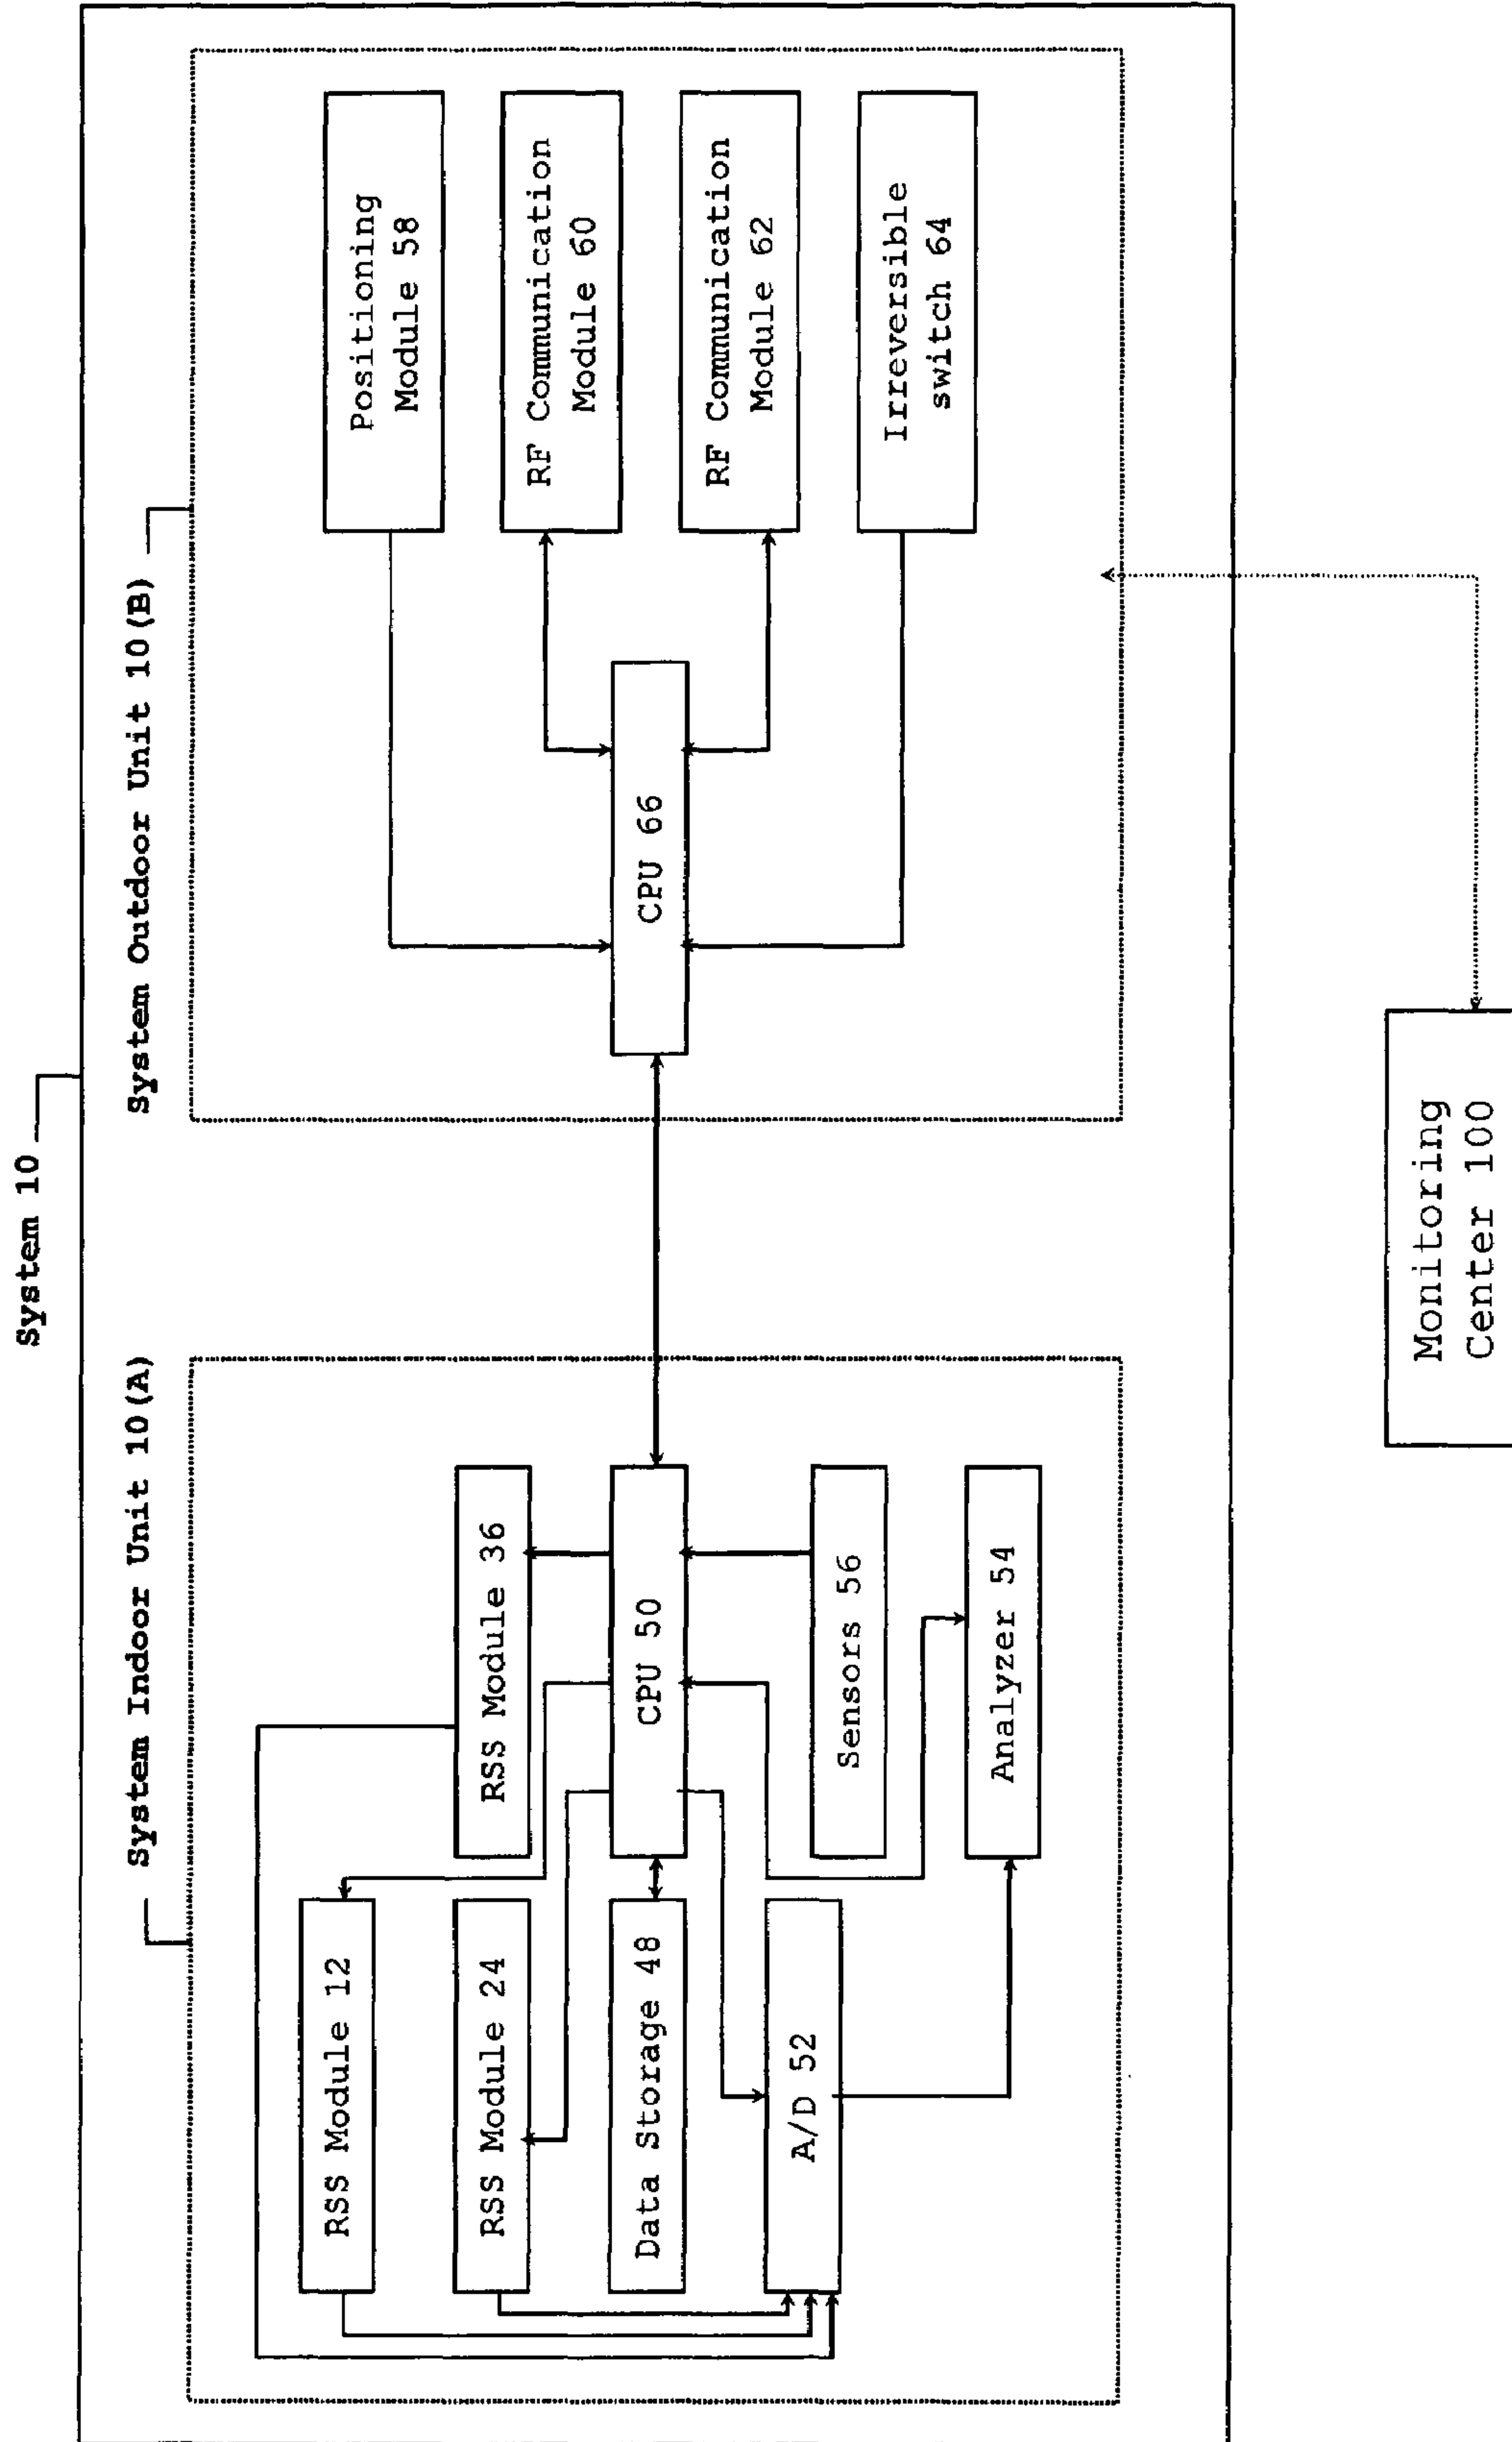 System 10
System Indoor Unit 10(A)
RSS Module 12
RSS Module 24
RSS Module 36
Data Storage 48
CPU 50
A/D 52
Sensors 56
Analyzer 54
System Outdoor Unit 10(B)
CPU 66
Positioning
Module 58
RF Communication
Module 60
RF Communication
Module 62
Irreversible
switch 64
Monitoring
Center 100